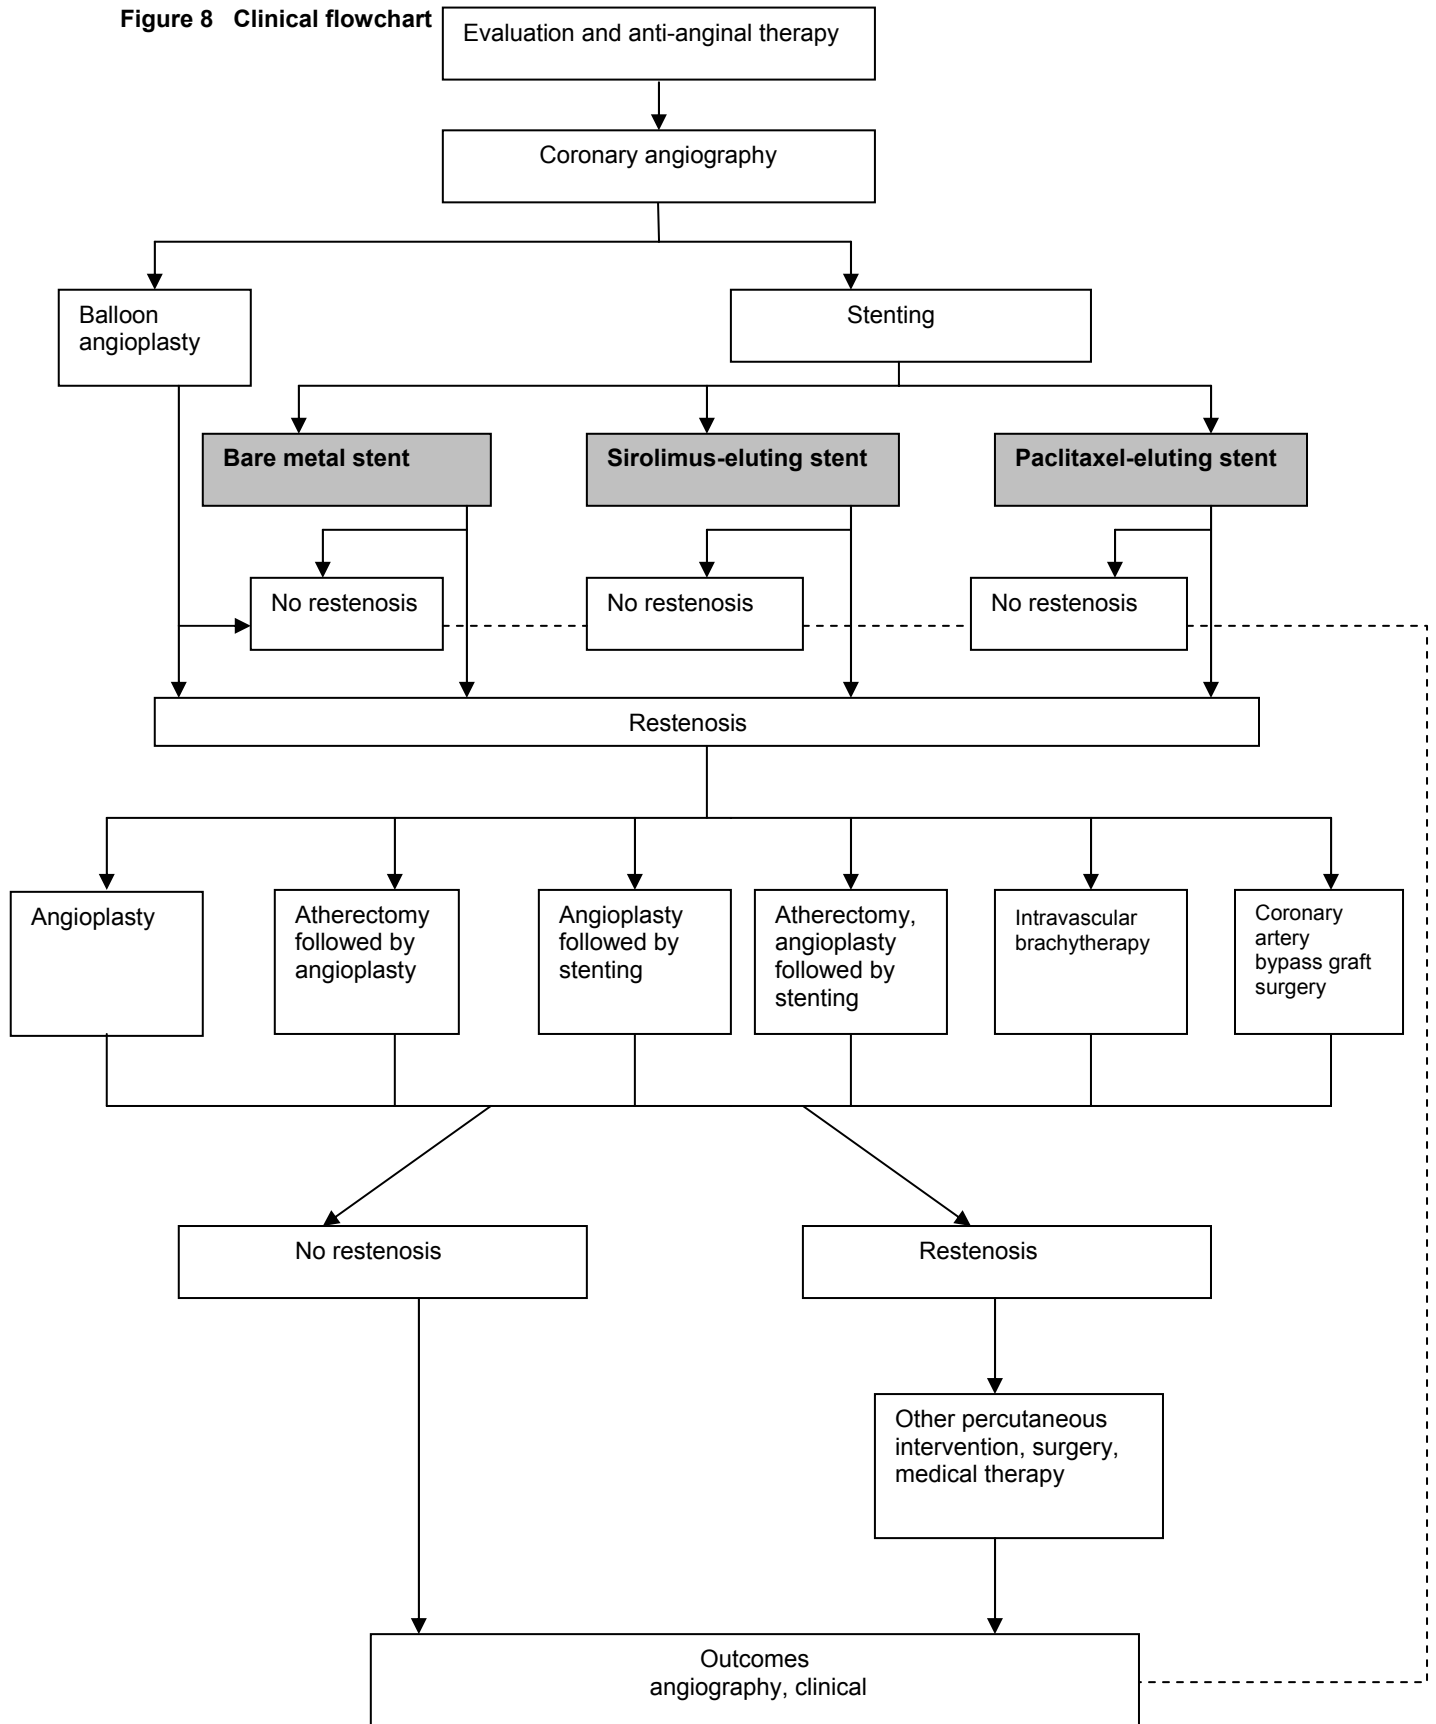 Figure 8 Clinical flowchart
Evaluation and anti-anginal therapy
Coronary angiography
Balloon
angioplasty
Stenting
Bare metal stent
Sirolimus-eluting stent
Paclitaxel-eluting stent
No restenosis
No restenosis
No restenosis
Restenosis
Angioplasty
Atherectomy
followed by
angioplasty
Angioplasty
followed by
stenting
Atherectomy,
angioplasty
followed by
stenting
Intravascular
brachytherapy
Coronary
artery
bypass graft
surgery
No restenosis
Restenosis
Other percutaneous
intervention, surgery,
medical therapy
Outcomes
angiography, clinical